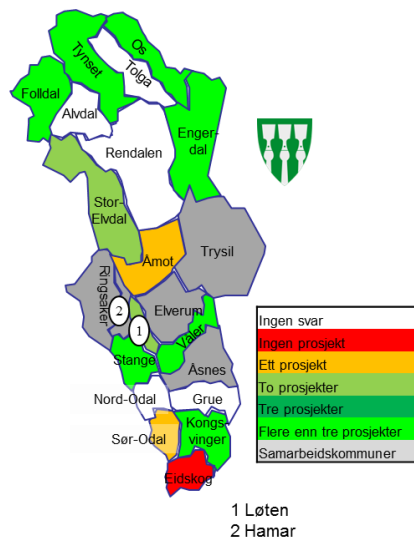 Os
Tynset
Tolga
Folldal
Alvdal
Enger-
dal
Rendalen
Stor-
Elvdal
Trysil
Åmot
Ringsaker
Elverum
2
1
Våler
Stange
Åsnes
Nord-Odal
Grue
Kongs-
vinger
Sør-Odal
Eidskog
Ingen svar
Ingen prosjekt
Ett prosjekt
To prosjekter
Tre prosjekter
Flere enn tre prosjekter
Samarbeidskommuner
1 Løten
2 Hamar